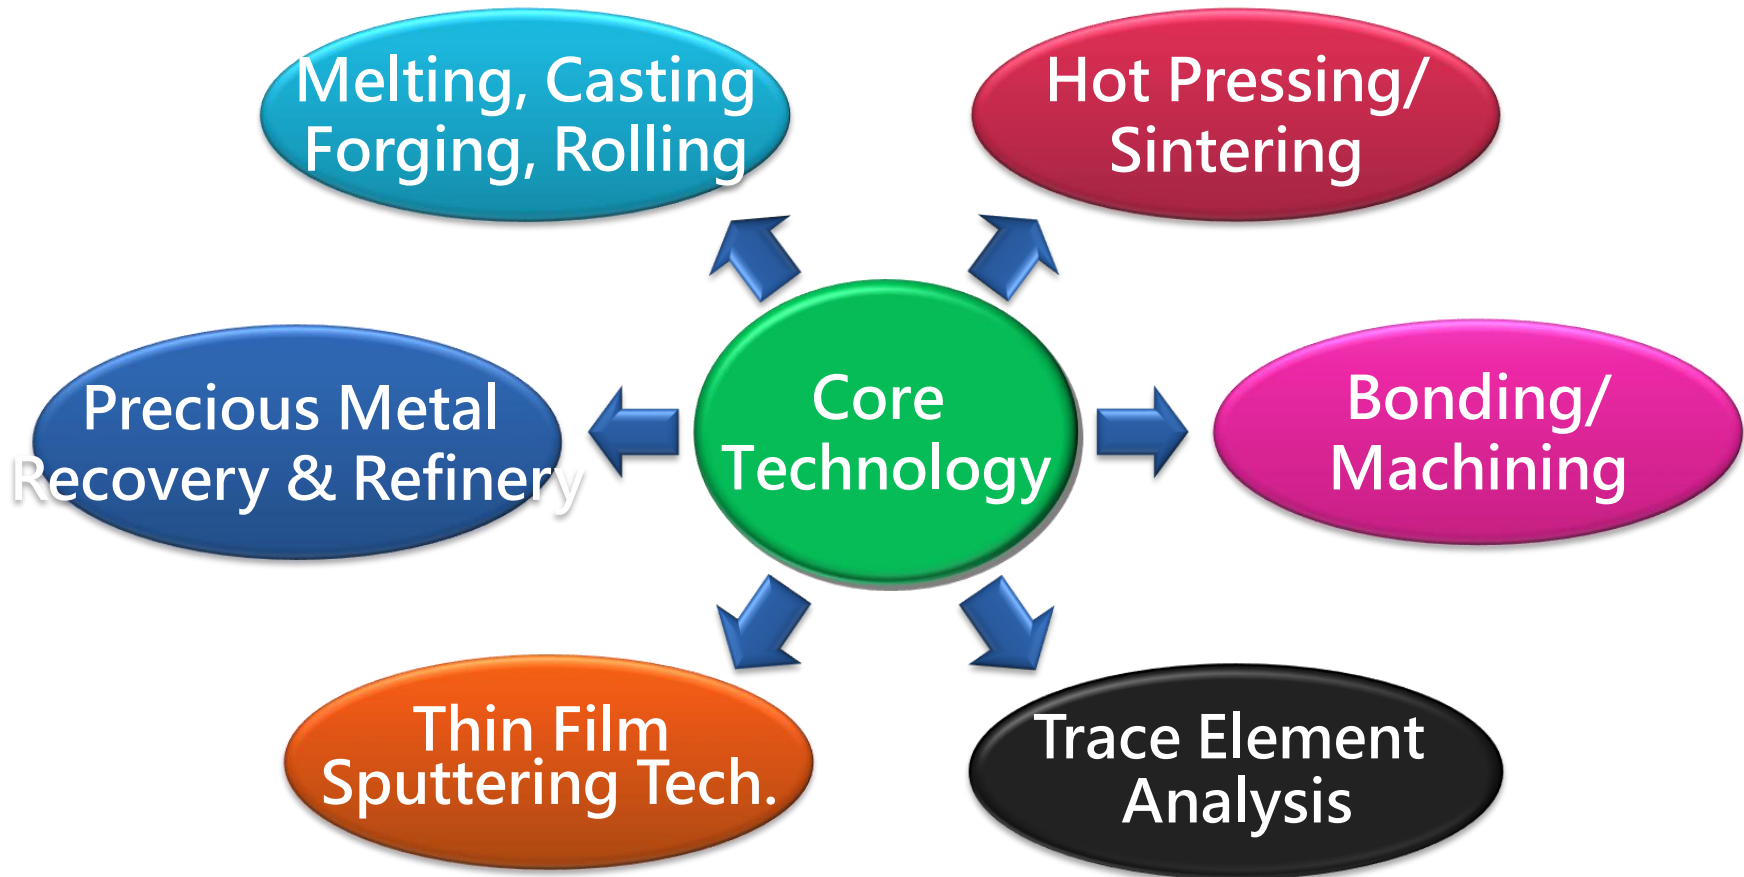 Melting, Casting
Forging, Rolling
Hot Pressing/
Sintering
Precious Metal
Recovery & Refinery
Core
Technology
Bonding/
Machining
Thin Film
Sputtering Tech.
Trace Element
Analysis